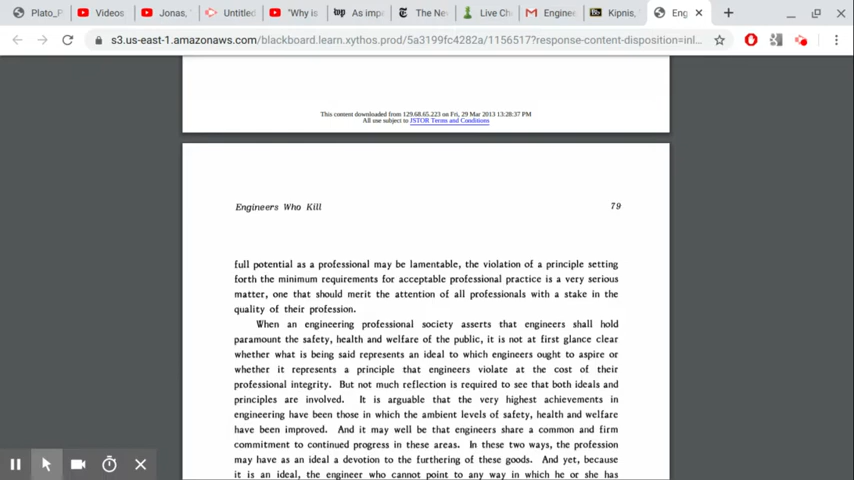 Plato_P
Videos
Jonas,
Untitled
"Why is
wp As imp
The Ne
Live Ch
Engine
Kipnis,
Eng
s3.us-east-1.amazonaws.com/blackboard.learn.xythos.prod/5a3199fc4282a/1156517?response-content-disposition=inl...
This content downloaded from 129.68.65.223 on Fri, 29 Mar 2013 13:28:37 PM
All use subject to JSTOR Terms and Conditions
Engineers Who Kill 79
full potential as a professional may be lamentable, the violation of a principle setting
forth the minimum requirements for acceptable professional practice is a very serious
matter, one that should merit the attention of all professionals with a stake in the
quality of their profession.
When an engineering professional society asserts that engineers shall hold
paramount the safety, health and welfare of the public, it is not at first glance clear
whether what is being said represents an ideal to which engineers ought to aspire or
whether it represents a principle that engineers violate at the cost of their
professional integrity. But not much reflection is required to see that both ideals and
principles are involved. It is arguable that the very highest achievements in
engineering have been those in which the ambient levels of safety, health and welfare
have been improved. And it may well be that engineers share a common and firm
commitment to continued progress in these areas. In these two ways, the profession
may have as an ideal a devotion to the furthering of these goods. And yet, because
it is an ideal, the engineer who cannot point to any way in which he or she has